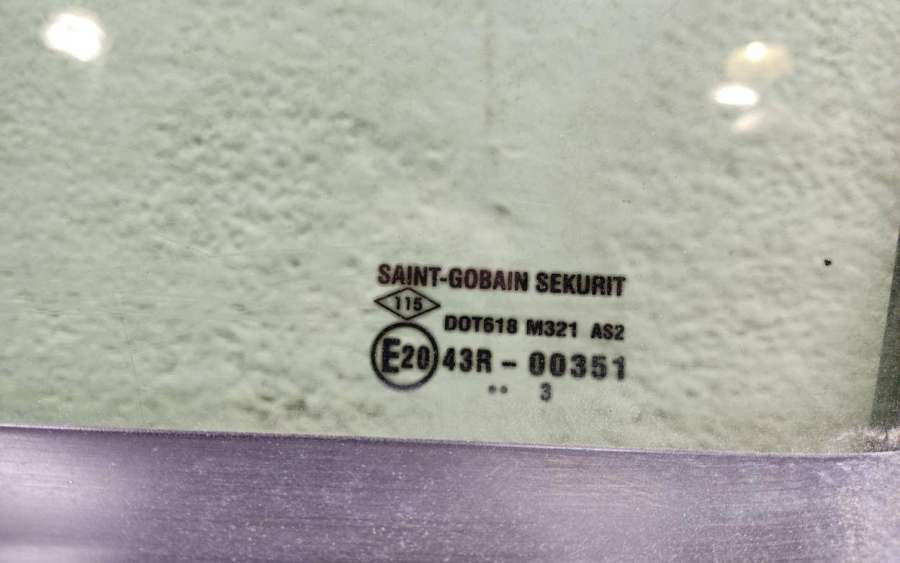 SAINT-GOBAIN SEKURIT
115
DOT618 M321 AS2
E20 43R - 00351
•• 3